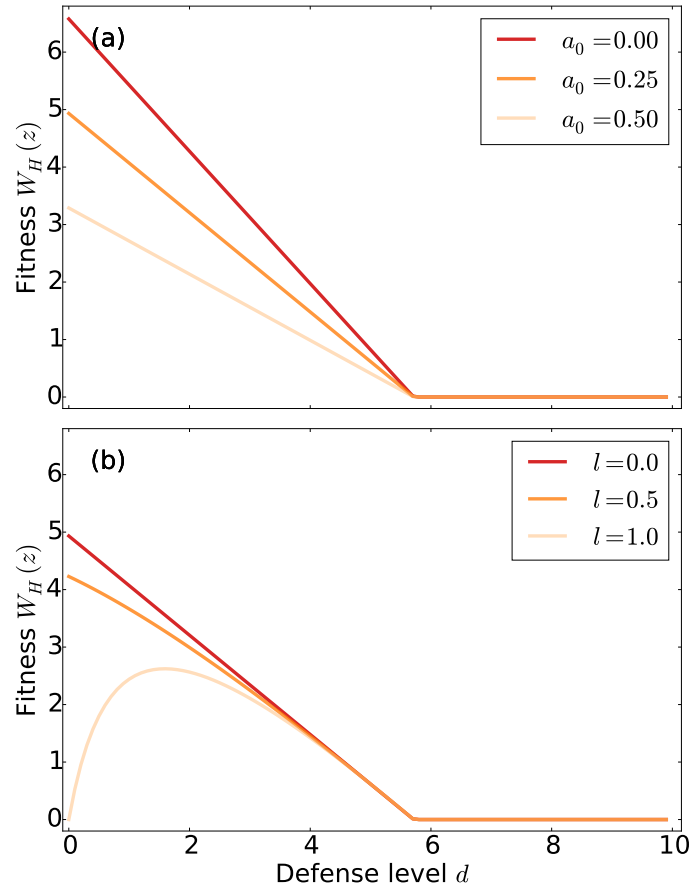 (a)
a₀ = 0.00
a₀ = 0.25
a₀ = 0.50
Fitness W_H (z)
6
5
4
3
2
1
0
(b)
l = 0.0
l = 0.5
l = 1.0
Fitness W_H (z)
6
5
4
3
2
1
0
0 2 4 6 8 10
Defense level d